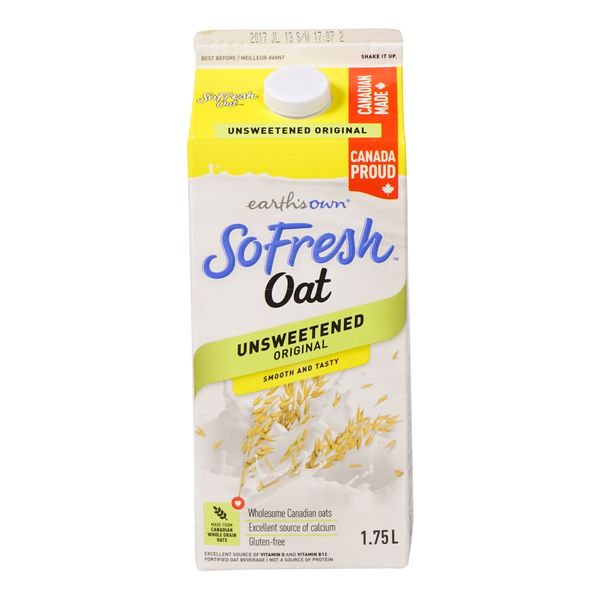 2017 JL 13 S/W 17:07 2
BEST BEFORE / MEILLEUR AVANT
SHAKE IT UP.
SoFresh
Oat™
CANADIAN
MADE
UNSWEETENED ORIGINAL
CANADA
PROUD
earth's own®
SoFresh™
Oat
UNSWEETENED
ORIGINAL
SMOOTH AND TASTY
MADE FROM
CANADIAN
WHOLE GRAIN
OATS
Wholesome Canadian oats
Excellent source of calcium
Gluten-free
1.75 L
EXCELLENT SOURCE OF VITAMIN D AND VITAMIN B12
FORTIFIED OAT BEVERAGE | NOT A SOURCE OF PROTEIN